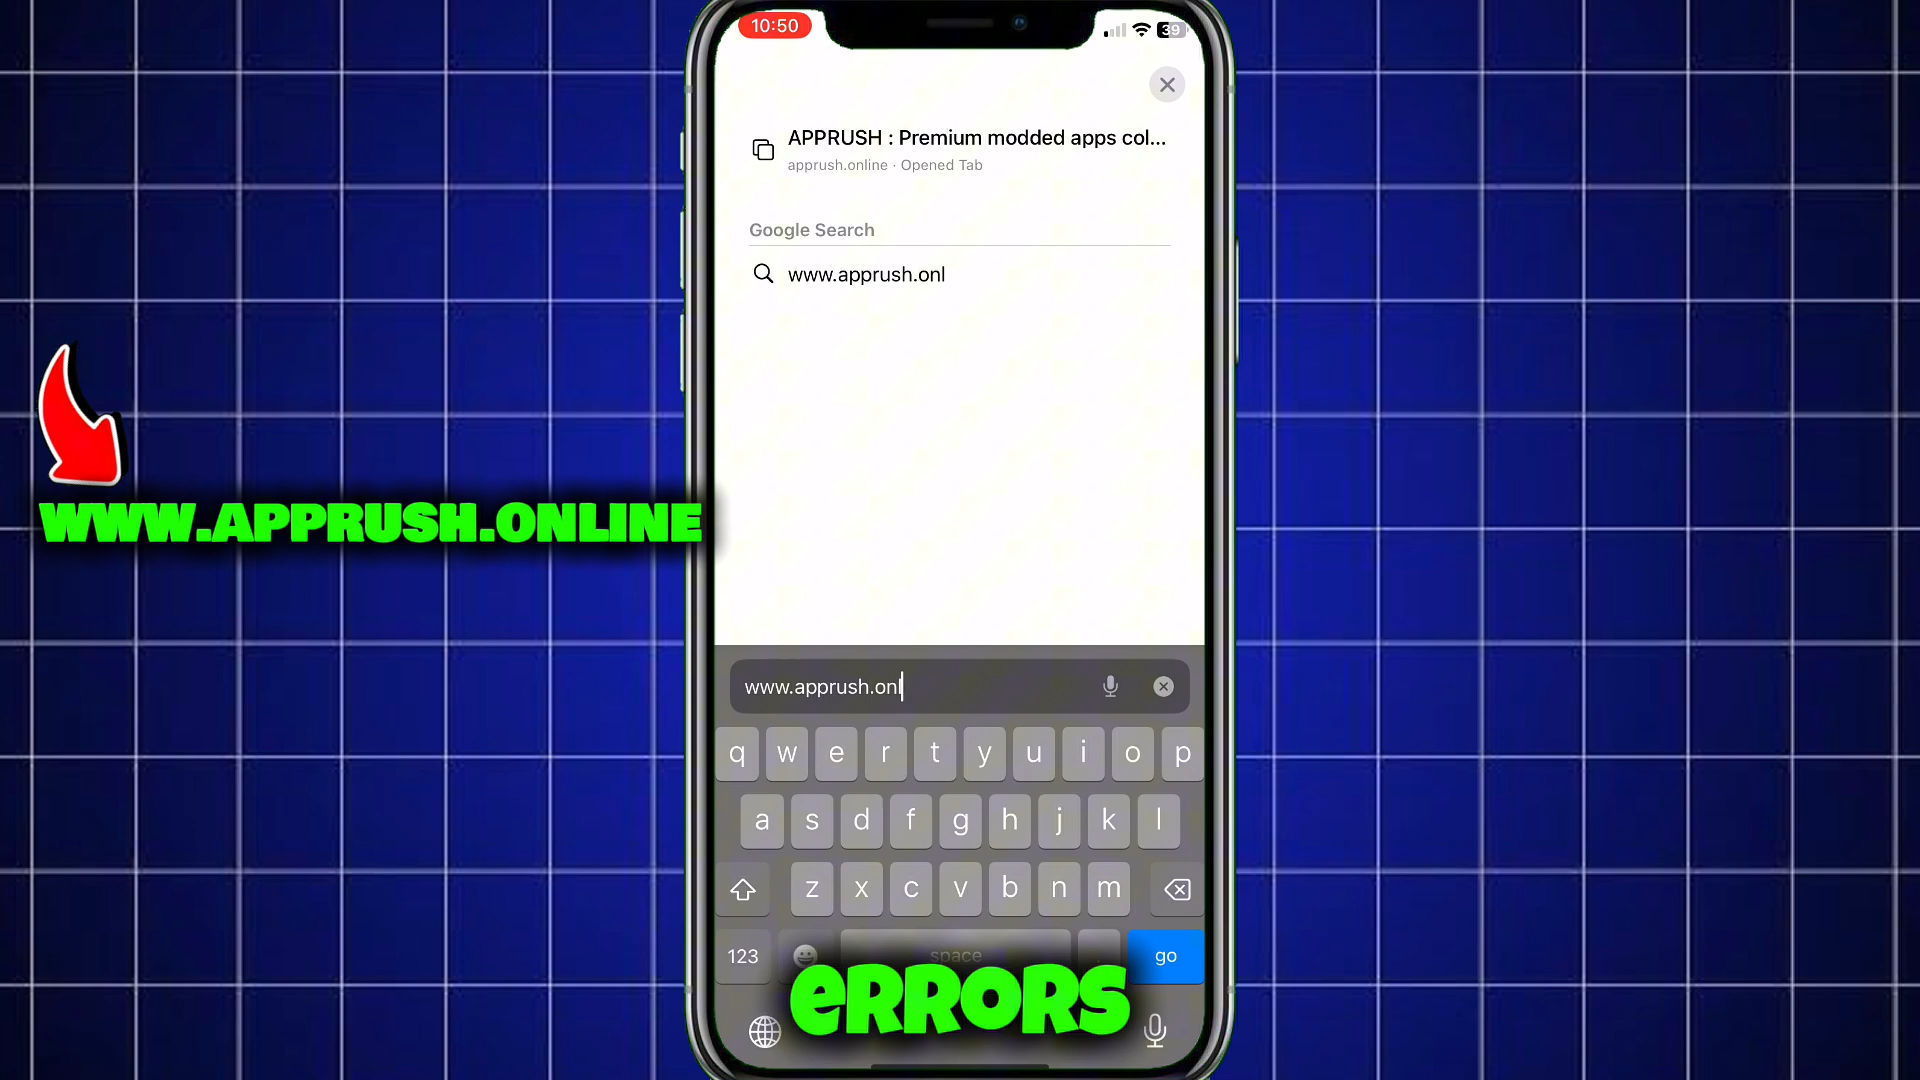 10:50
39
APPRUSH : Premium modded apps col...
apprush.online · Opened Tab
Google Search
www.apprush.onl
WWW.APPRUSH.ONLINE
www.apprush.onl
q w e r t y u i o p
a s d f g h j k l
z x c v b n m
123 space . go
eRRORS